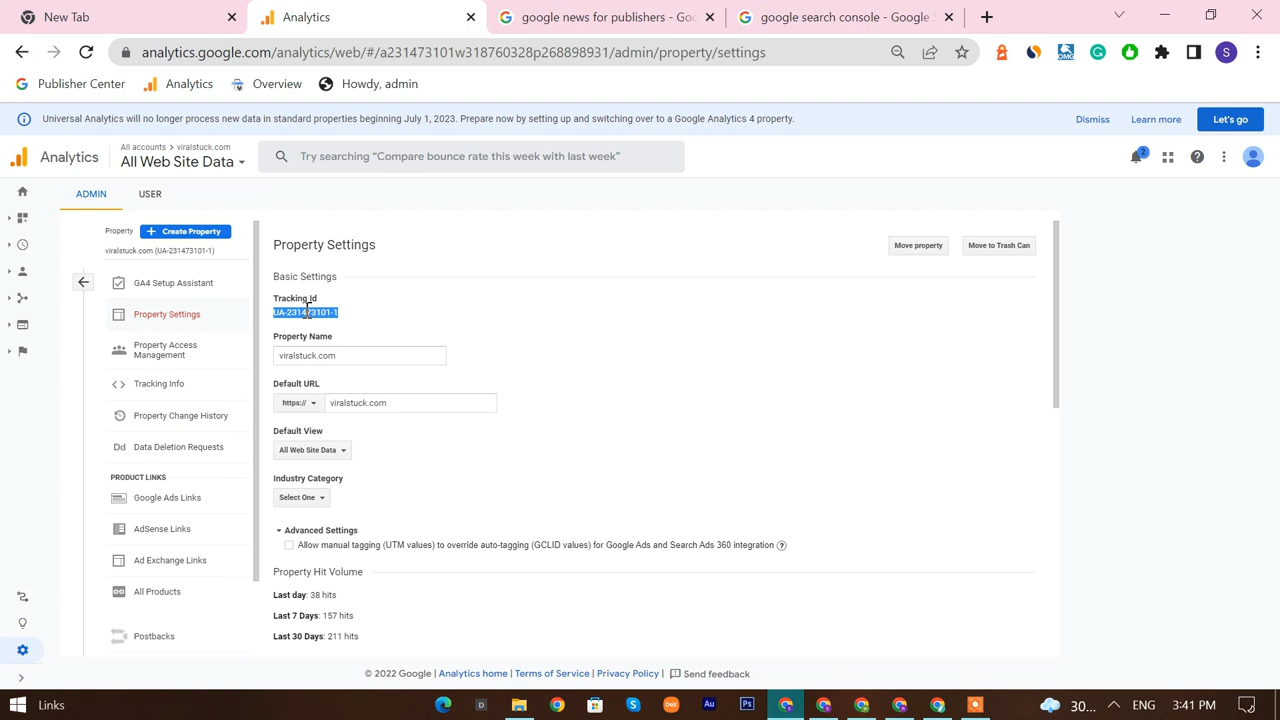 New Tab
Analytics
google news for publishers - Goo
google search console - Google S
analytics.google.com/analytics/web/#/a231473101w318760328p268898931/admin/property/settings
S
Publisher Center
Analytics
Overview
Howdy, admin
Universal Analytics will no longer process new data in standard properties beginning July 1, 2023. Prepare now by setting up and switching over to a Google Analytics 4 property.
Dismiss
Learn more
Let's go
Analytics
All accounts > viralstuck.com
All Web Site Data
Try searching “Compare bounce rate this week with last week”
2
ADMIN
USER
Property
+ Create Property
viralstuck.com (UA-231473101-1)
GA4 Setup Assistant
Property Settings
Property Access
Management
Tracking Info
Property Change History
Dd Data Deletion Requests
PRODUCT LINKS
Google Ads Links
AdSense Links
Ad Exchange Links
All Products
Postbacks
Property Settings
Move property
Move to Trash Can
Basic Settings
Tracking Id
UA-231473101-1
Property Name
viralstuck.com
Default URL
https://
viralstuck.com
Default View
All Web Site Data
Industry Category
Select One
Advanced Settings
Allow manual tagging (UTM values) to override auto-tagging (GCLID values) for Google Ads and Search Ads 360 integration
Property Hit Volume
Last day: 38 hits
Last 7 Days: 157 hits
Last 30 Days: 211 hits
© 2022 Google | Analytics home | Terms of Service | Privacy Policy | Send feedback
Links
30...
ENG
3:41 PM